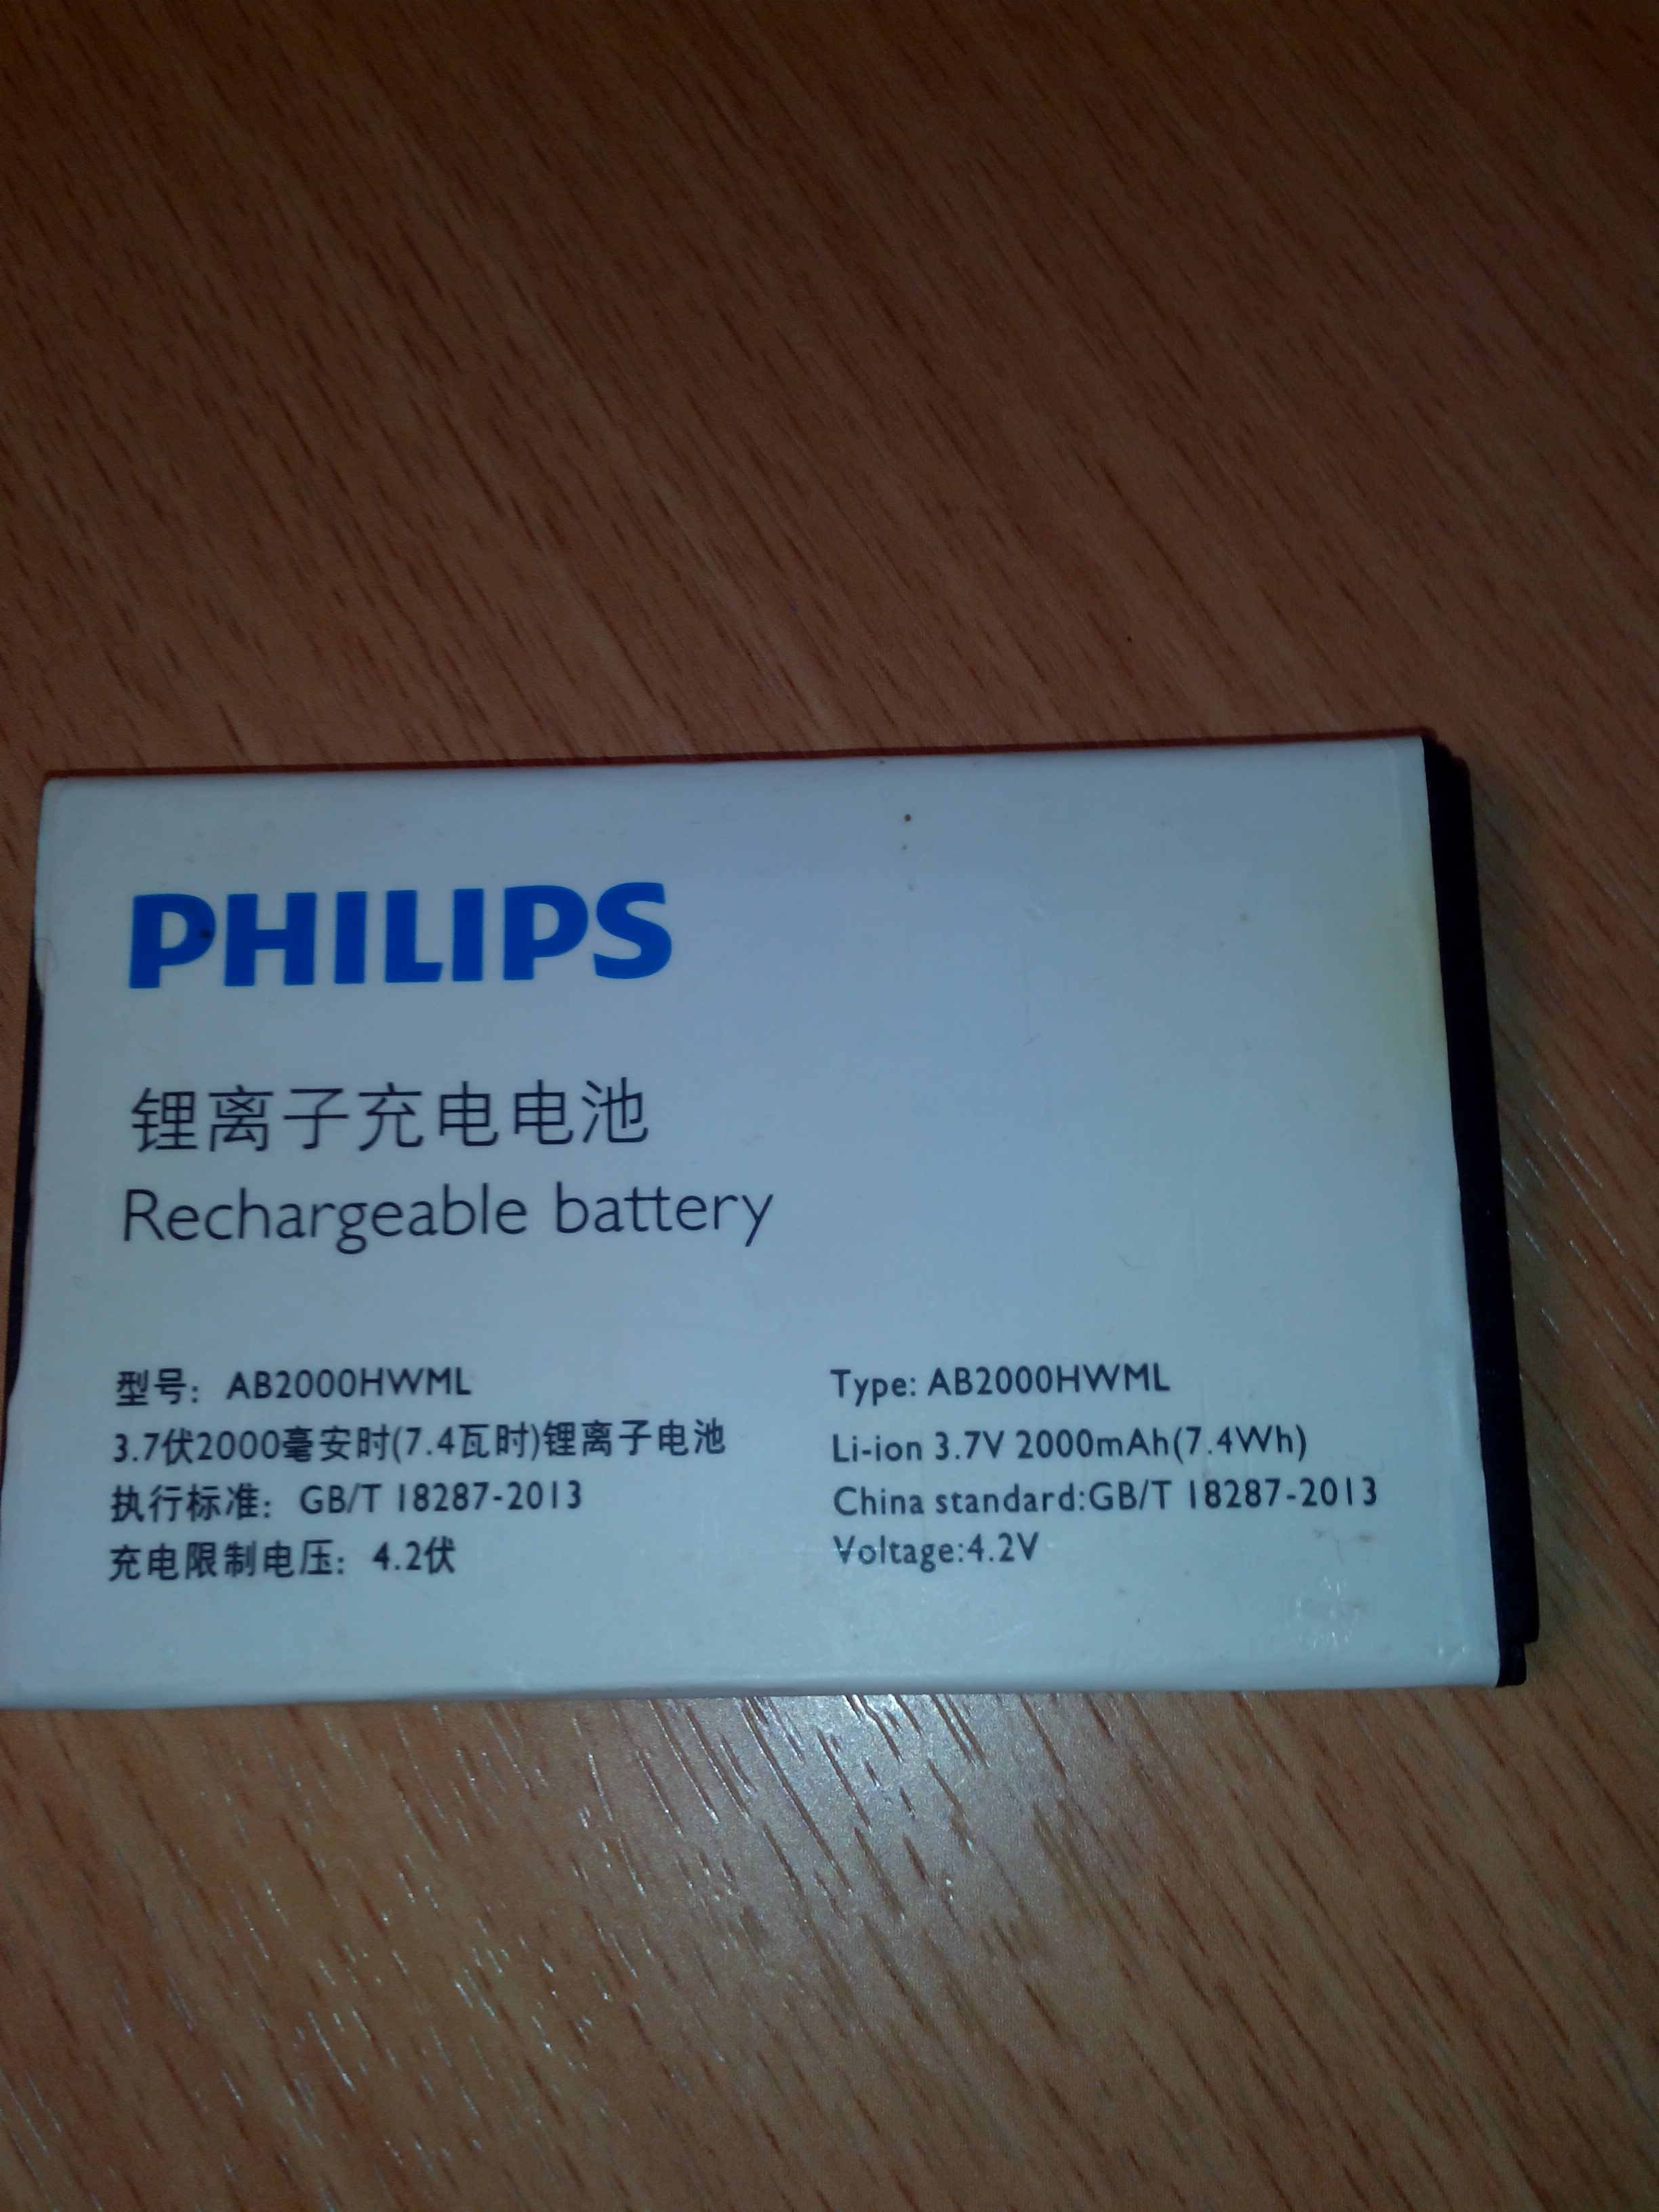 PHILIPS
锂离子充电电池
Rechargeable battery
型号: AB2000HWML
3.7伏2000毫安时(7.4瓦时)锂离子电池
执行标准: GB/T 18287-2013
充电限制电压: 4.2伏
Type: AB2000HWML
Li-ion 3.7V 2000mAh(7.4Wh)
China standard:GB/T 18287-2013
Voltage:4.2V